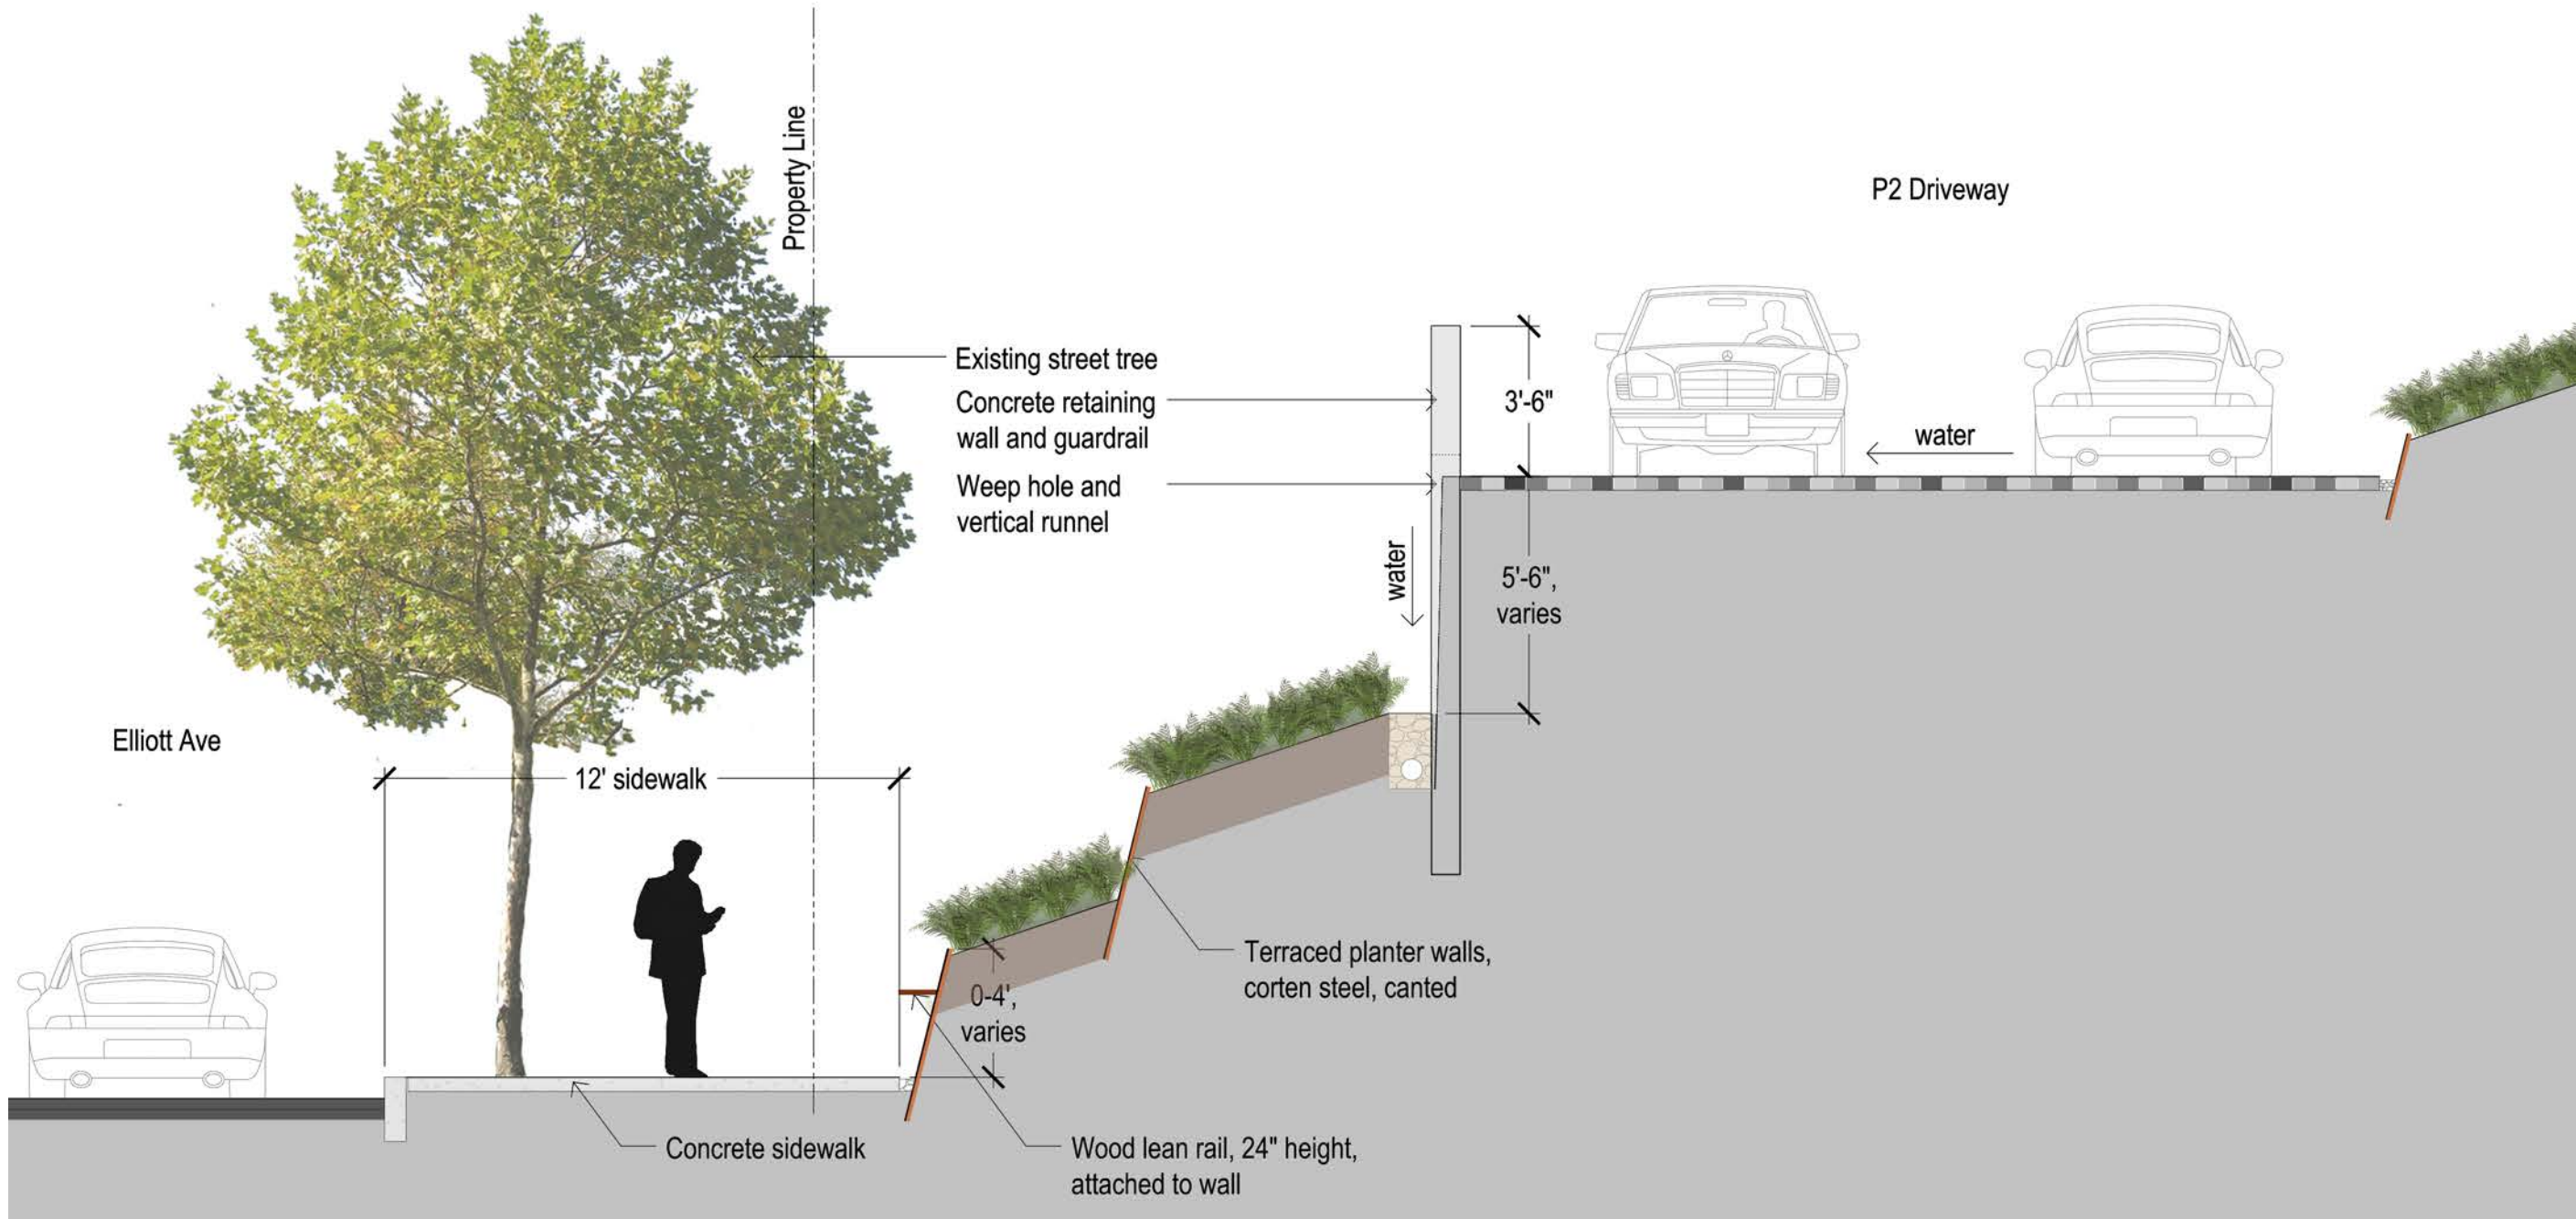 Property Line
P2 Driveway
Existing street tree
Concrete retaining
wall and guardrail
Weep hole and
vertical runnel
3'-6"
water
water
5'-6",
varies
Elliott Ave
12' sidewalk
0-4',
varies
Terraced planter walls,
corten steel, canted
Concrete sidewalk
Wood lean rail, 24" height,
attached to wall